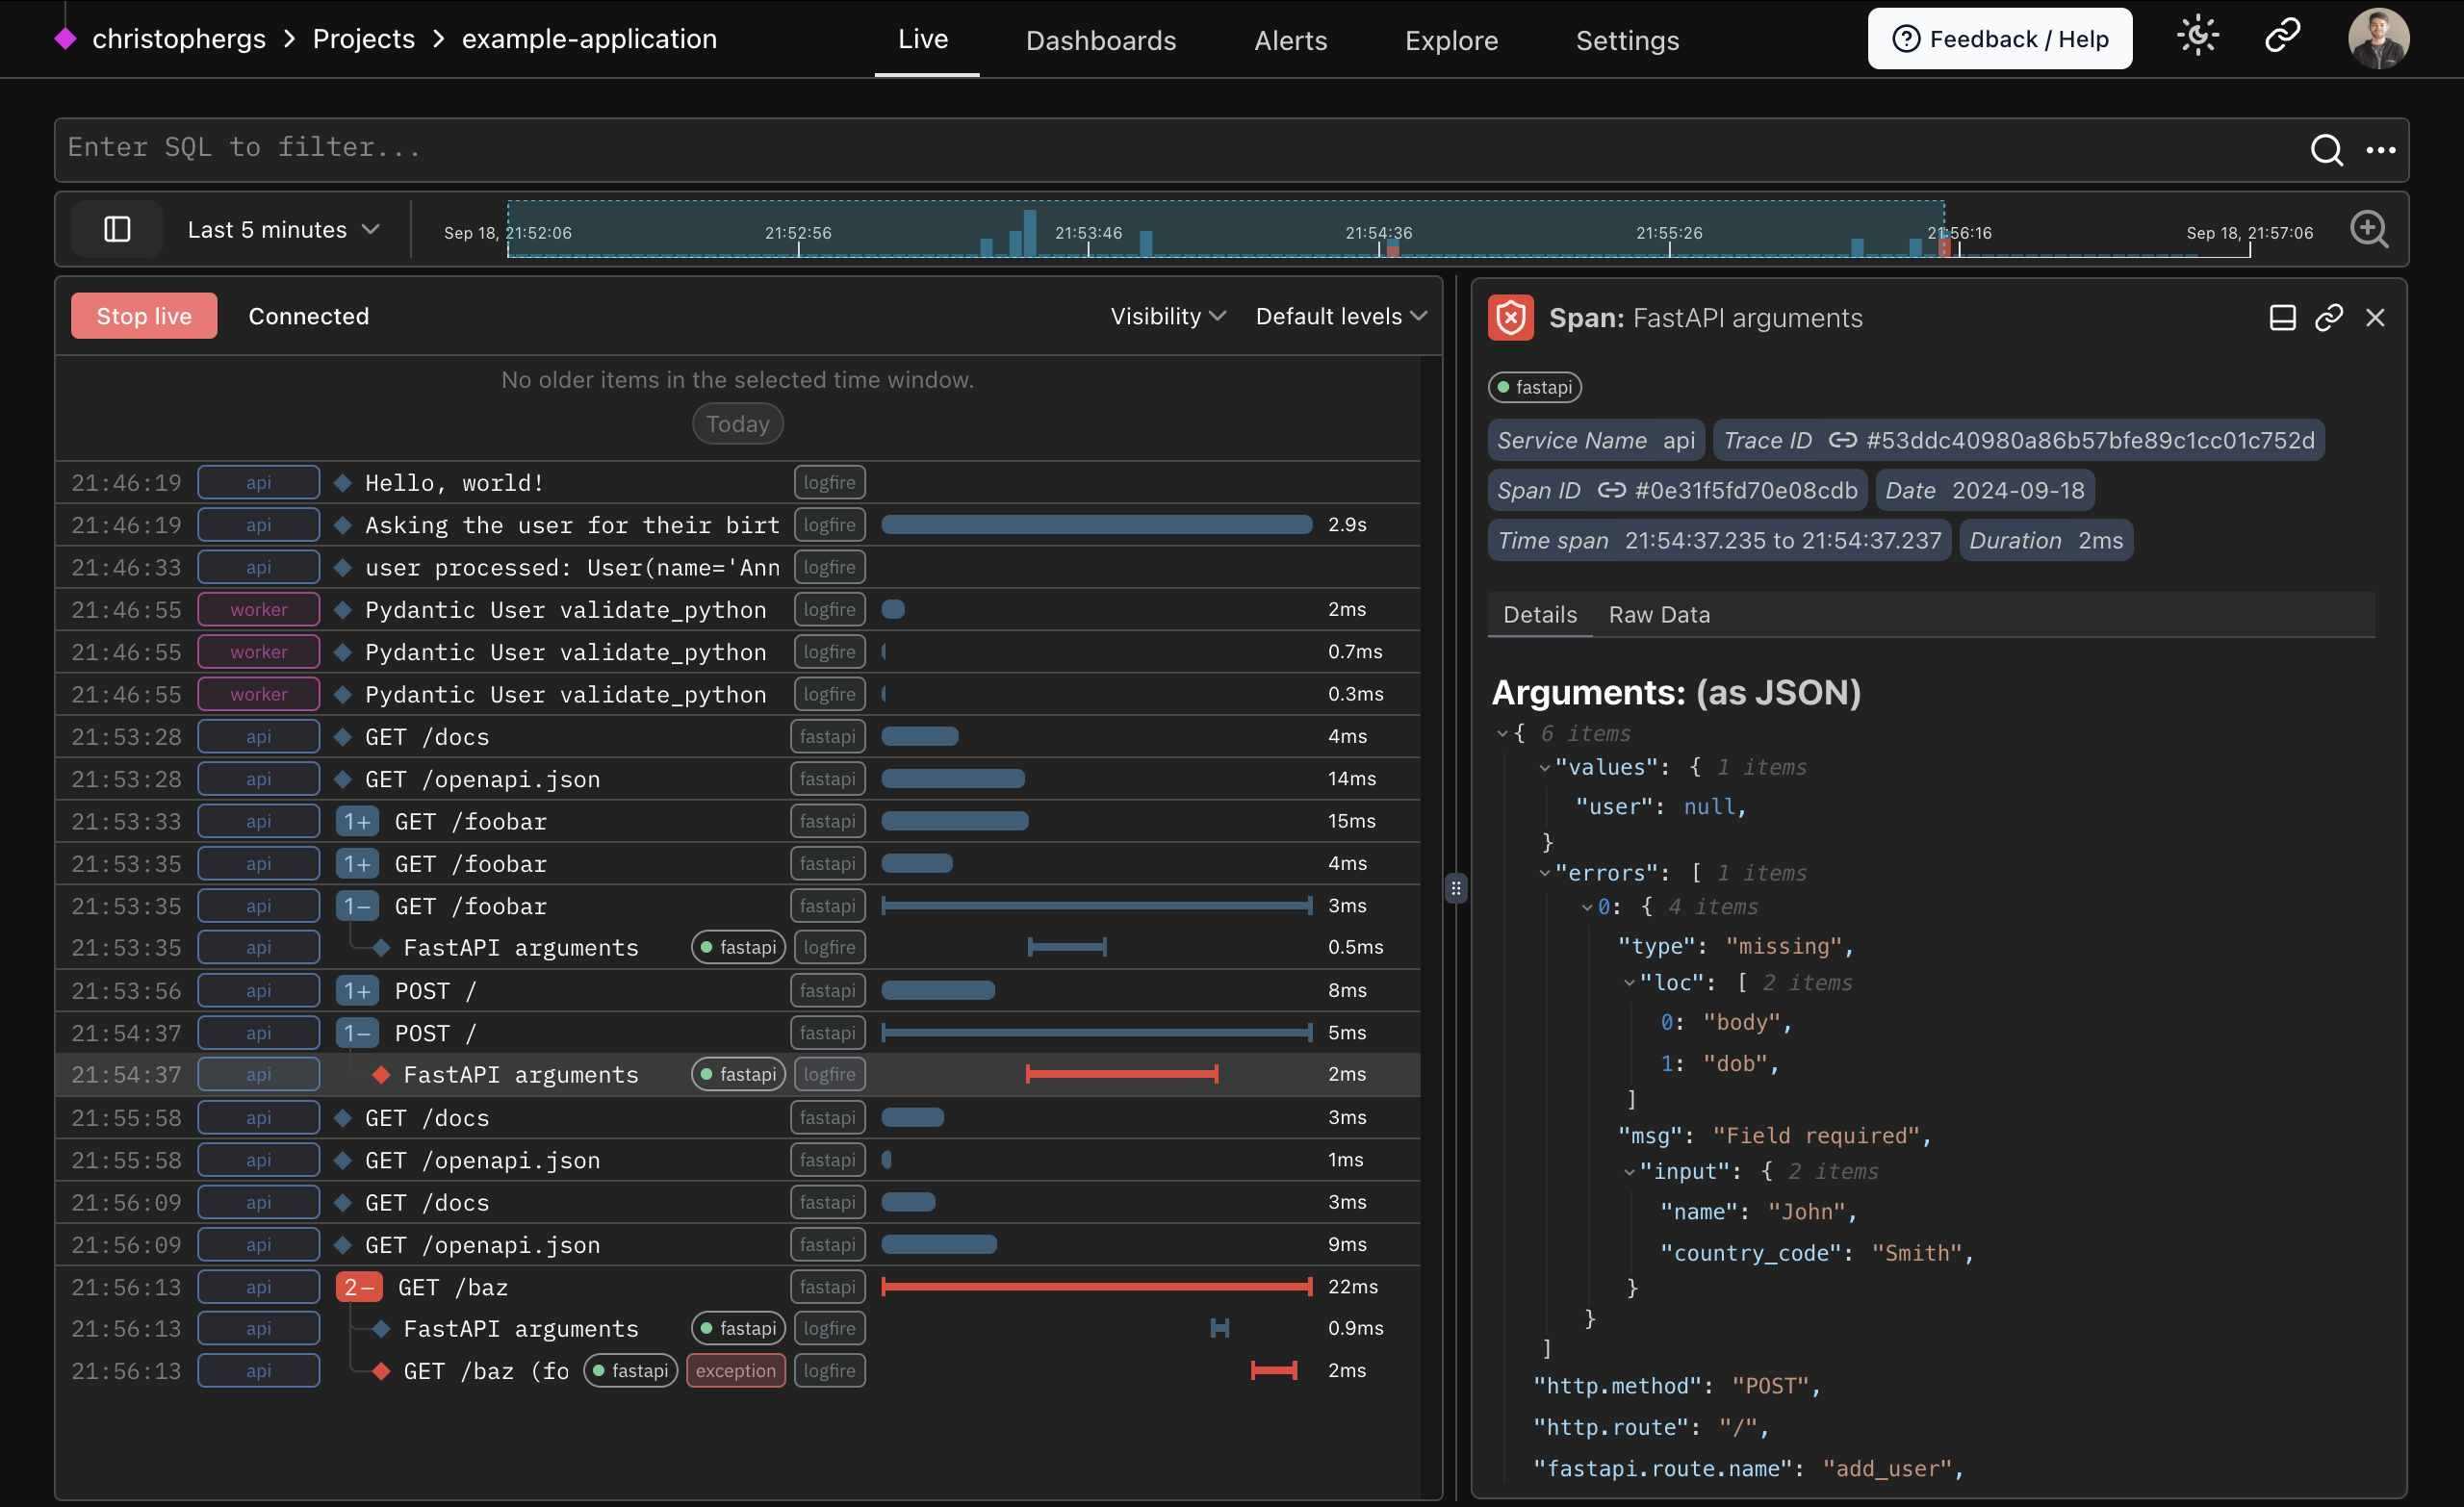 christophergs > Projects > example-application
Live Dashboards Alerts Explore Settings
Feedback / Help
Enter SQL to filter...
Last 5 minutes
Sep 18, 21:52:06 21:52:56 21:53:46 21:54:36 21:55:26 21:56:16 Sep 18, 21:57:06
Stop live Connected Visibility Default levels
No older items in the selected time window.
Today
21:46:19 api Hello, world! logfire
21:46:19 api Asking the user for their birt logfire 2.9s
21:46:33 api user processed: User(name='Ann logfire
21:46:55 worker Pydantic User validate_python logfire 2ms
21:46:55 worker Pydantic User validate_python logfire 0.7ms
21:46:55 worker Pydantic User validate_python logfire 0.3ms
21:53:28 api GET /docs fastapi 4ms
21:53:28 api GET /openapi.json fastapi 14ms
21:53:33 api 1+ GET /foobar fastapi 15ms
21:53:35 api 1+ GET /foobar fastapi 4ms
21:53:35 api 1− GET /foobar fastapi 3ms
21:53:35 api FastAPI arguments fastapi logfire 0.5ms
21:53:56 api 1+ POST / fastapi 8ms
21:54:37 api 1− POST / fastapi 5ms
21:54:37 api FastAPI arguments fastapi logfire 2ms
21:55:58 api GET /docs fastapi 3ms
21:55:58 api GET /openapi.json fastapi 1ms
21:56:09 api GET /docs fastapi 3ms
21:56:09 api GET /openapi.json fastapi 9ms
21:56:13 api 2− GET /baz fastapi 22ms
21:56:13 api FastAPI arguments fastapi logfire 0.9ms
21:56:13 api GET /baz (fo fastapi exception logfire 2ms
Span: FastAPI arguments
fastapi
Service Name api Trace ID #53ddc40980a86b57bfe89c1cc01c752d
Span ID #0e31f5fd70e08cdb Date 2024-09-18
Time span 21:54:37.235 to 21:54:37.237 Duration 2ms
Details Raw Data
Arguments: (as JSON)
{ 6 items
"values": { 1 items
"user": null,
}
"errors": [ 1 items
0: { 4 items
"type": "missing",
"loc": [ 2 items
0: "body",
1: "dob",
]
"msg": "Field required",
"input": { 2 items
"name": "John",
"country_code": "Smith",
}
}
]
"http.method": "POST",
"http.route": "/",
"fastapi.route.name": "add_user",